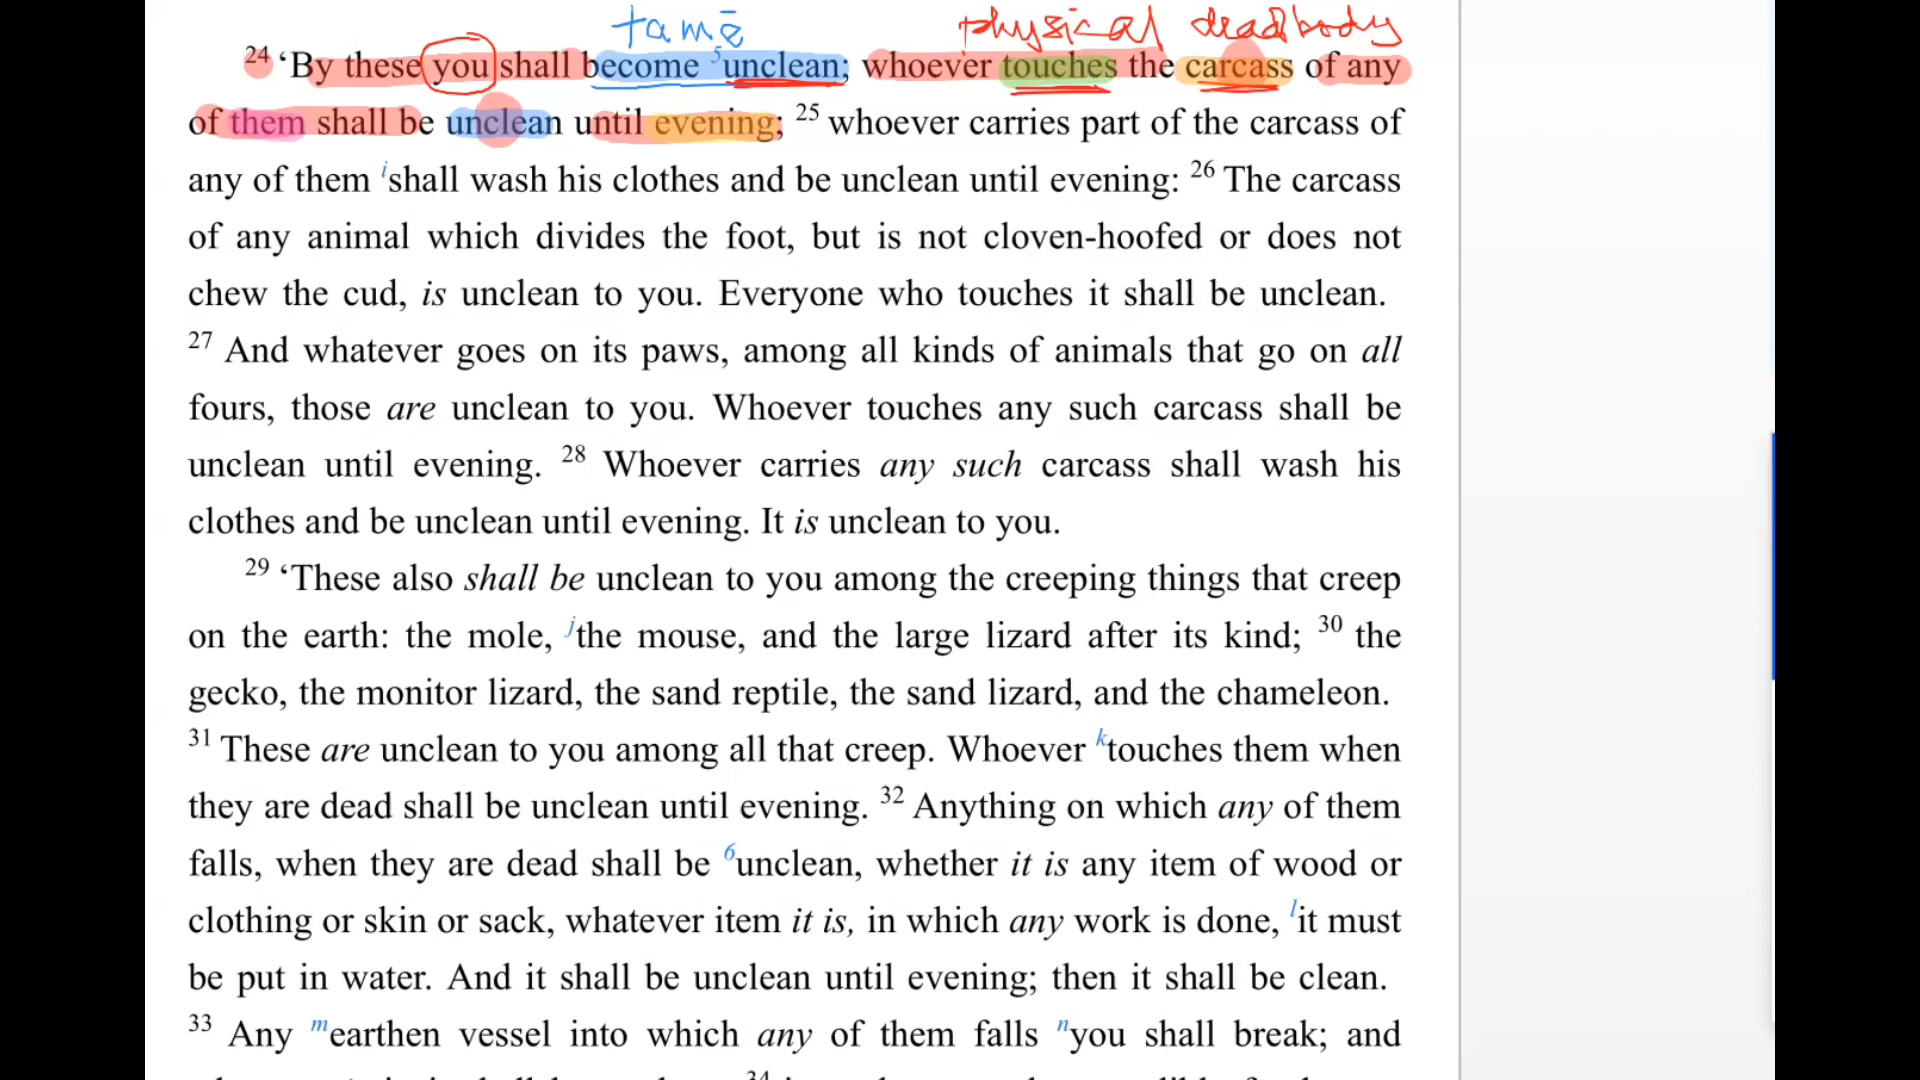 tamē physical deadbody
24 ‘By these you shall become 5unclean; whoever touches the carcass of any
of them shall be unclean until evening; 25 whoever carries part of the carcass of
any of them i shall wash his clothes and be unclean until evening: 26 The carcass
of any animal which divides the foot, but is not cloven-hoofed or does not
chew the cud, is unclean to you. Everyone who touches it shall be unclean.
27 And whatever goes on its paws, among all kinds of animals that go on all
fours, those are unclean to you. Whoever touches any such carcass shall be
unclean until evening. 28 Whoever carries any such carcass shall wash his
clothes and be unclean until evening. It is unclean to you.
29 ‘These also shall be unclean to you among the creeping things that creep
on the earth: the mole, j the mouse, and the large lizard after its kind; 30 the
gecko, the monitor lizard, the sand reptile, the sand lizard, and the chameleon.
31 These are unclean to you among all that creep. Whoever k touches them when
they are dead shall be unclean until evening. 32 Anything on which any of them
falls, when they are dead shall be 6unclean, whether it is any item of wood or
clothing or skin or sack, whatever item it is, in which any work is done, l it must
be put in water. And it shall be unclean until evening; then it shall be clean.
33 Any m earthen vessel into which any of them falls n you shall break; and